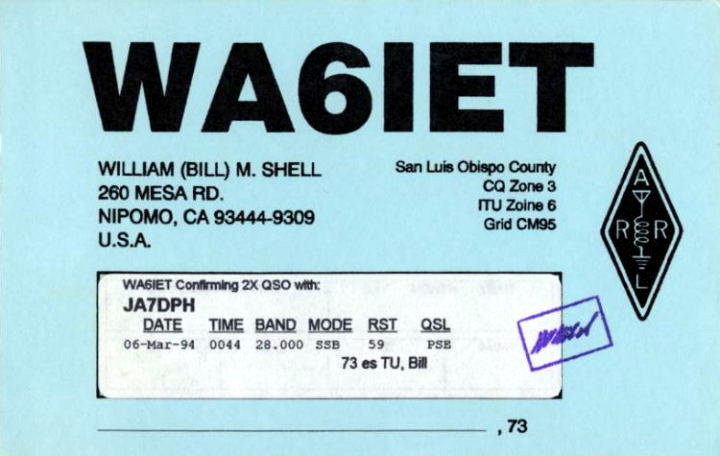 WA6IET
WILLIAM (BILL) M. SHELL
260 MESA RD.
NIPOMO, CA 93444-9309
U.S.A.
San Luis Obispo County
CQ Zone 3
ITU Zoine 6
Grid CM95
A
R R
L
WA6IET Confirming 2X QSO with:
JA7DPH
DATE TIME BAND MODE RST QSL
06-Mar-94 0044 28.000 SSB 59 PSE
73 es TU, Bill
, 73